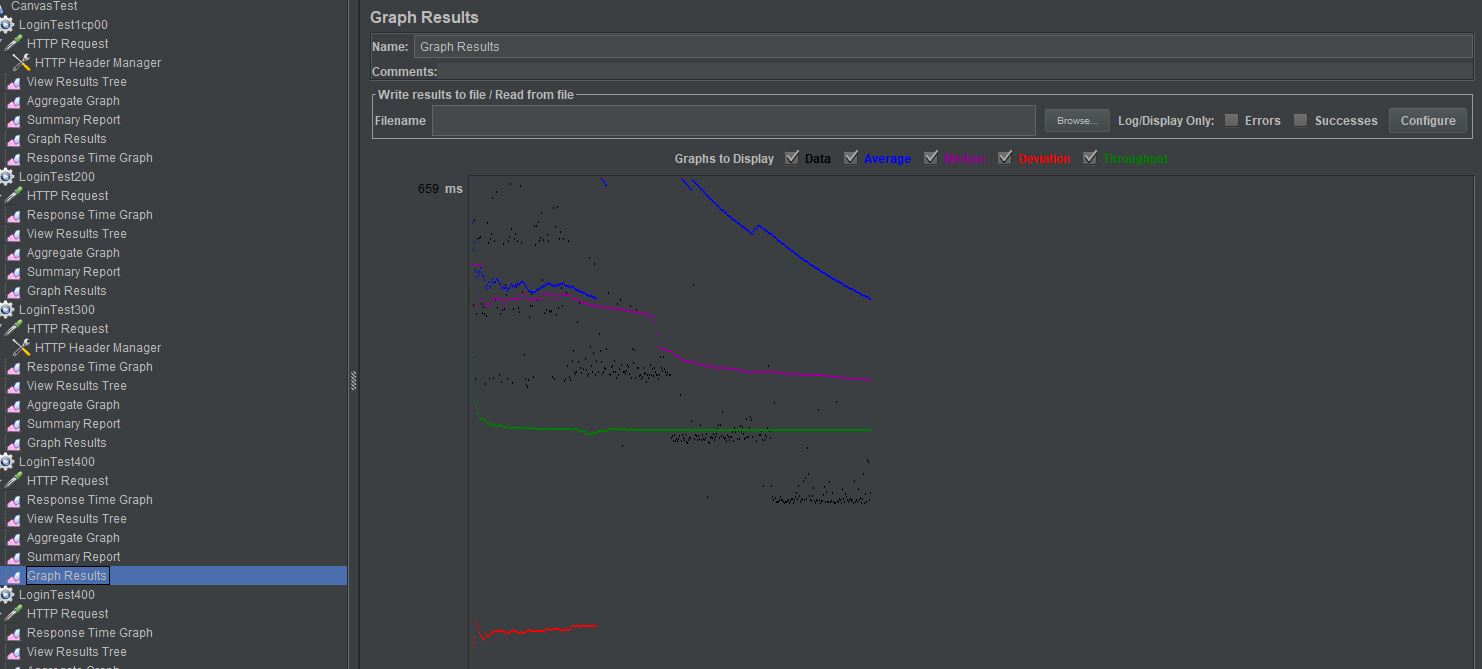 CanvasTest
LoginTest1cp00
HTTP Request
HTTP Header Manager
View Results Tree
Aggregate Graph
Summary Report
Graph Results
Response Time Graph
LoginTest200
HTTP Request
Response Time Graph
View Results Tree
Aggregate Graph
Summary Report
Graph Results
LoginTest300
HTTP Request
HTTP Header Manager
Response Time Graph
View Results Tree
Aggregate Graph
Summary Report
Graph Results
LoginTest400
HTTP Request
Response Time Graph
View Results Tree
Aggregate Graph
Summary Report
Graph Results
LoginTest400
HTTP Request
Response Time Graph
View Results Tree
Aggregate Graph
Graph Results
Name: Graph Results
Comments:
Write results to file / Read from file
Filename Browse... Log/Display Only: Errors Successes Configure
Graphs to Display Data Average Median Deviation Throughput
659 ms